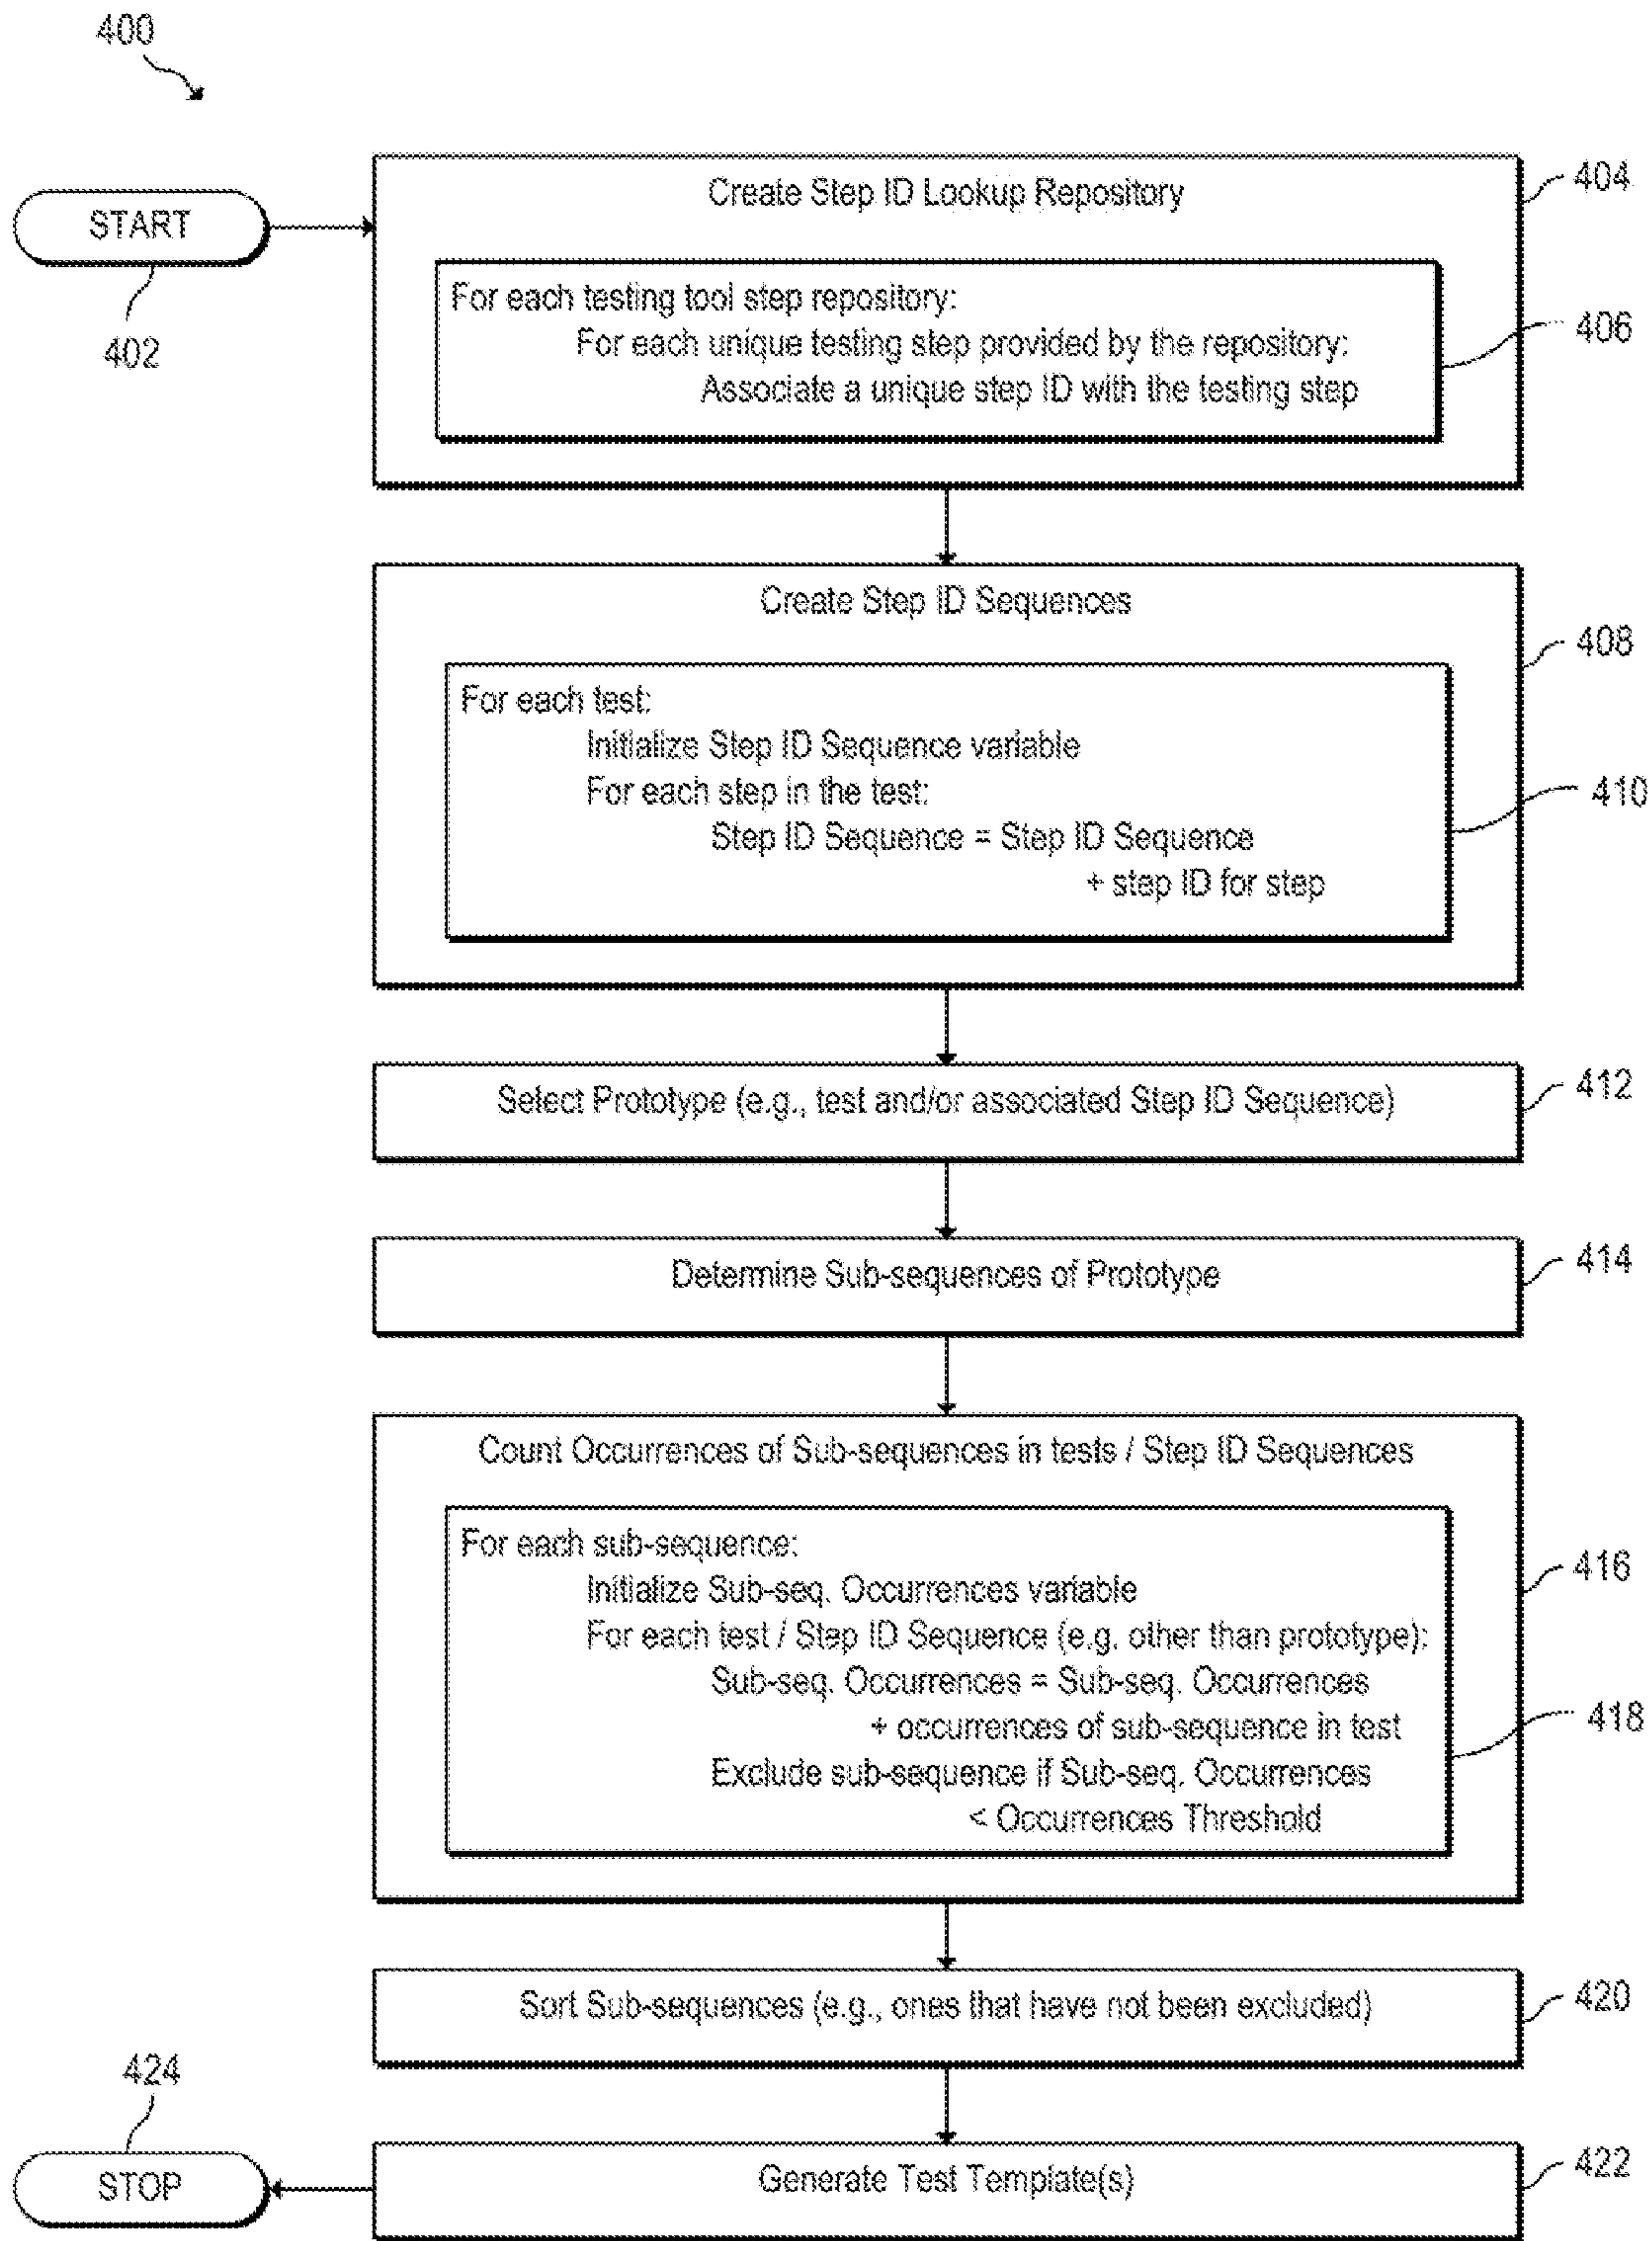 400
START
402
Create Step ID Lookup Repository
404
For each testing tool step repository:
For each unique testing step provided by the repository:
Associate a unique step ID with the testing step
406
Create Step ID Sequences
408
For each test:
Initialize Step ID Sequence variable
For each step in the test:
Step ID Sequence = Step ID Sequence
+ step ID for step
410
Select Prototype (e.g., test and/or associated Step ID Sequence)
412
Determine Sub-sequences of Prototype
414
Count Occurrences of Sub-sequences in tests / Step ID Sequences
416
For each sub-sequence:
Initialize Sub-seq. Occurrences variable
For each test / Step ID Sequence (e.g. other than prototype):
Sub-seq. Occurrences = Sub-seq. Occurrences
+ occurrences of sub-sequence in test
Exclude sub-sequence if Sub-seq. Occurrences
< Occurrences Threshold
418
Sort Sub-sequences (e.g., ones that have not been excluded)
420
424
STOP
Generate Test Template(s)
422